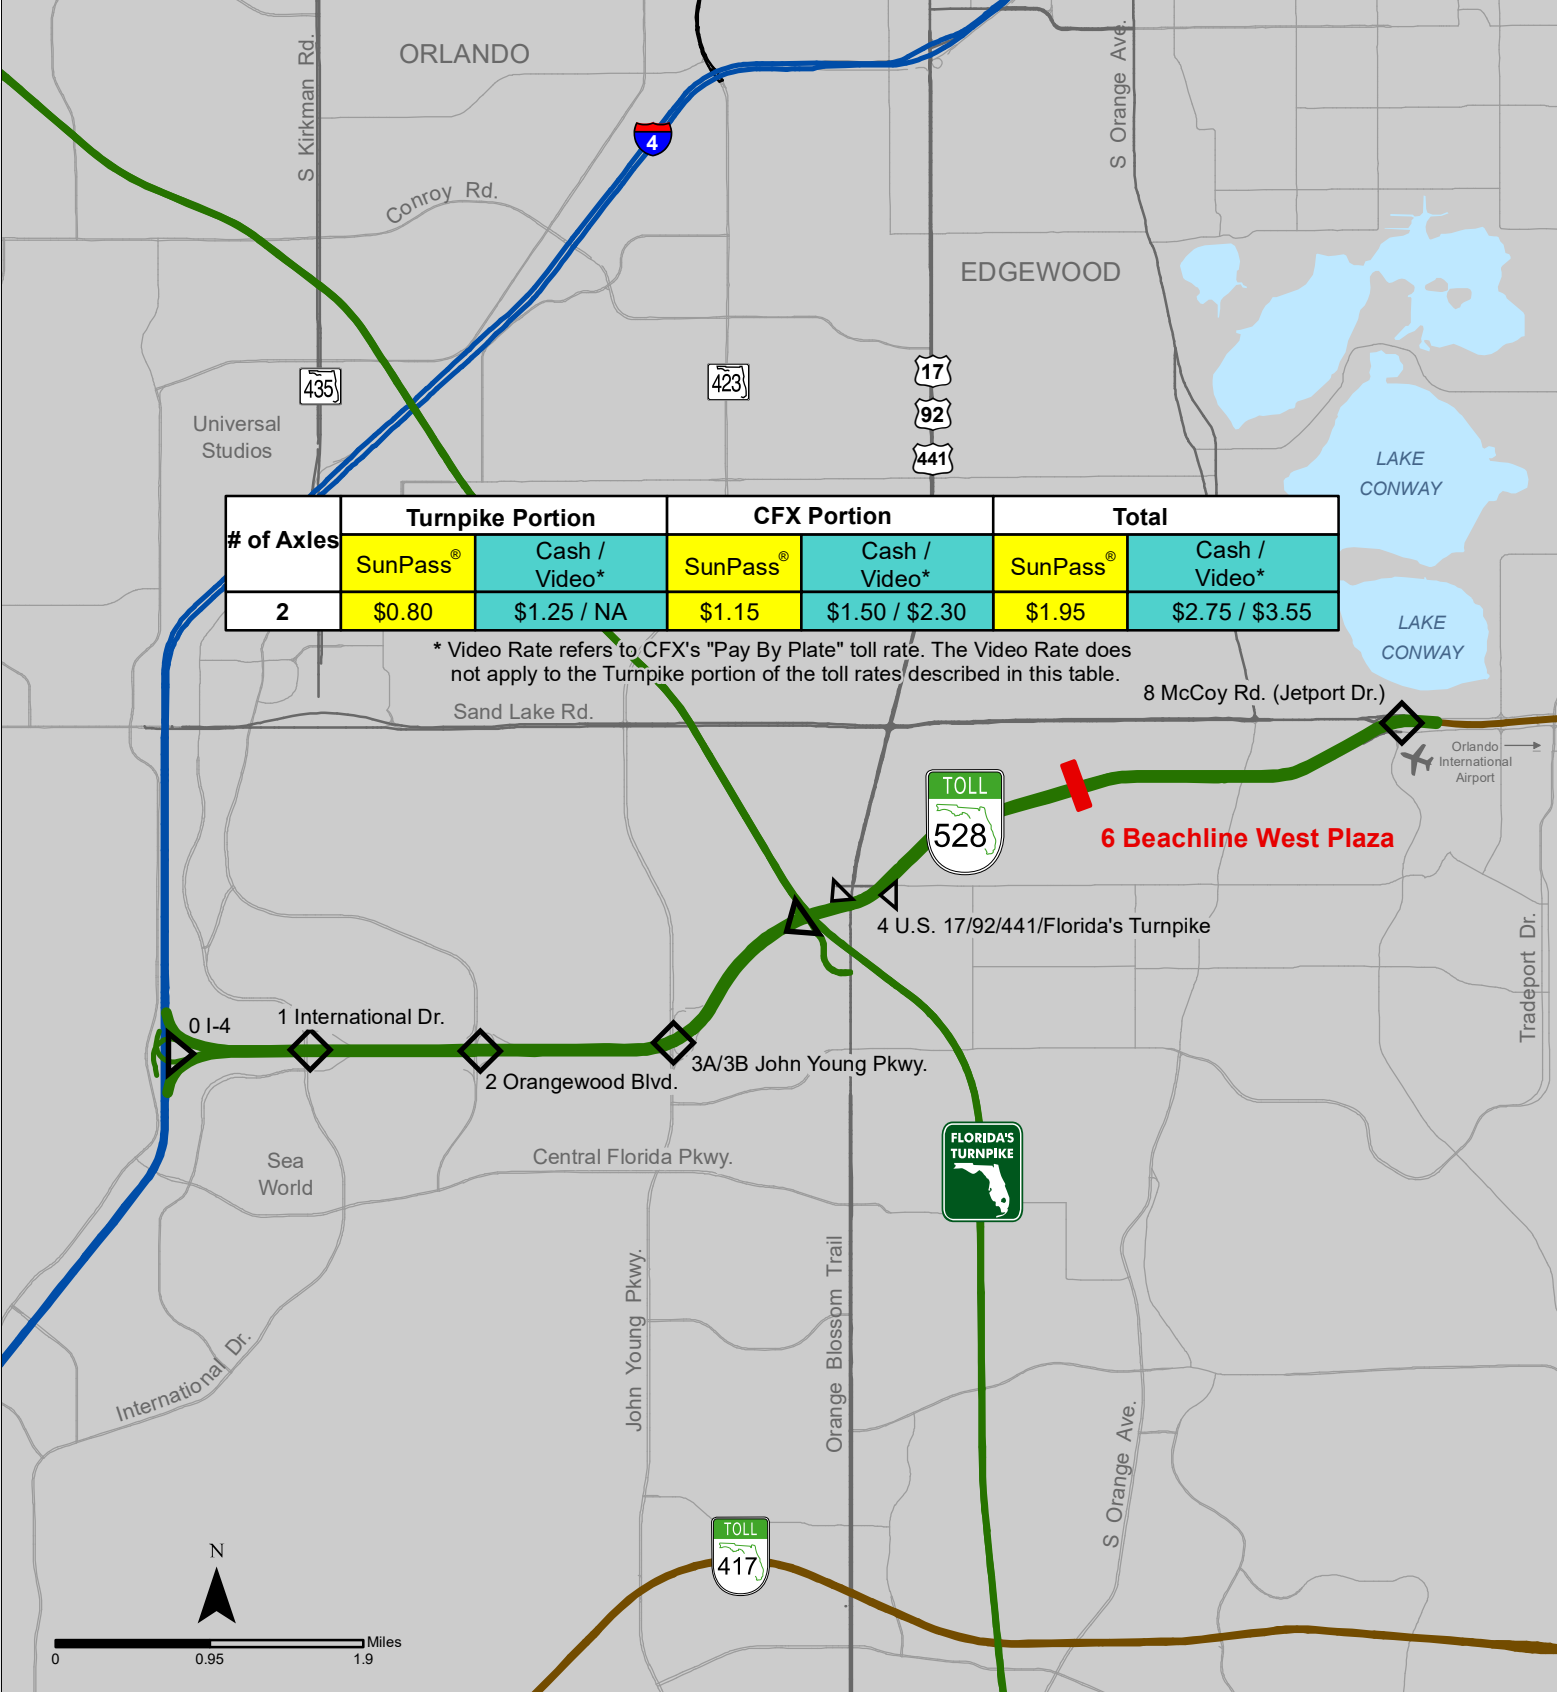 S Kirkman Rd.
ORLANDO
S Orange Ave.
4
Conroy Rd.
EDGEWOOD
435
423
17
92
441
Universal
Studios
LAKE
CONWAY
# of Axles
Turnpike Portion
CFX Portion
Total
SunPass®
Cash /
Video*
SunPass®
Cash /
Video*
SunPass®
Cash /
Video*
2
$0.80
$1.25 / NA
$1.15
$1.50 / $2.30
$1.95
$2.75 / $3.55
* Video Rate refers to CFX's "Pay By Plate" toll rate. The Video Rate does
not apply to the Turnpike portion of the toll rates described in this table.
LAKE
CONWAY
8 McCoy Rd. (Jetport Dr.)
Sand Lake Rd.
Orlando
International
Airport
TOLL
528
6 Beachline West Plaza
4 U.S. 17/92/441/Florida's Turnpike
Tradeport Dr.
0 I-4
1 International Dr.
2 Orangewood Blvd.
3A/3B John Young Pkwy.
FLORIDA'S
TURNPIKE
Sea
World
Central Florida Pkwy.
John Young Pkwy.
Orange Blossom Trail
International Dr.
S Orange Ave.
TOLL
417
N
Miles
0
0.95
1.9